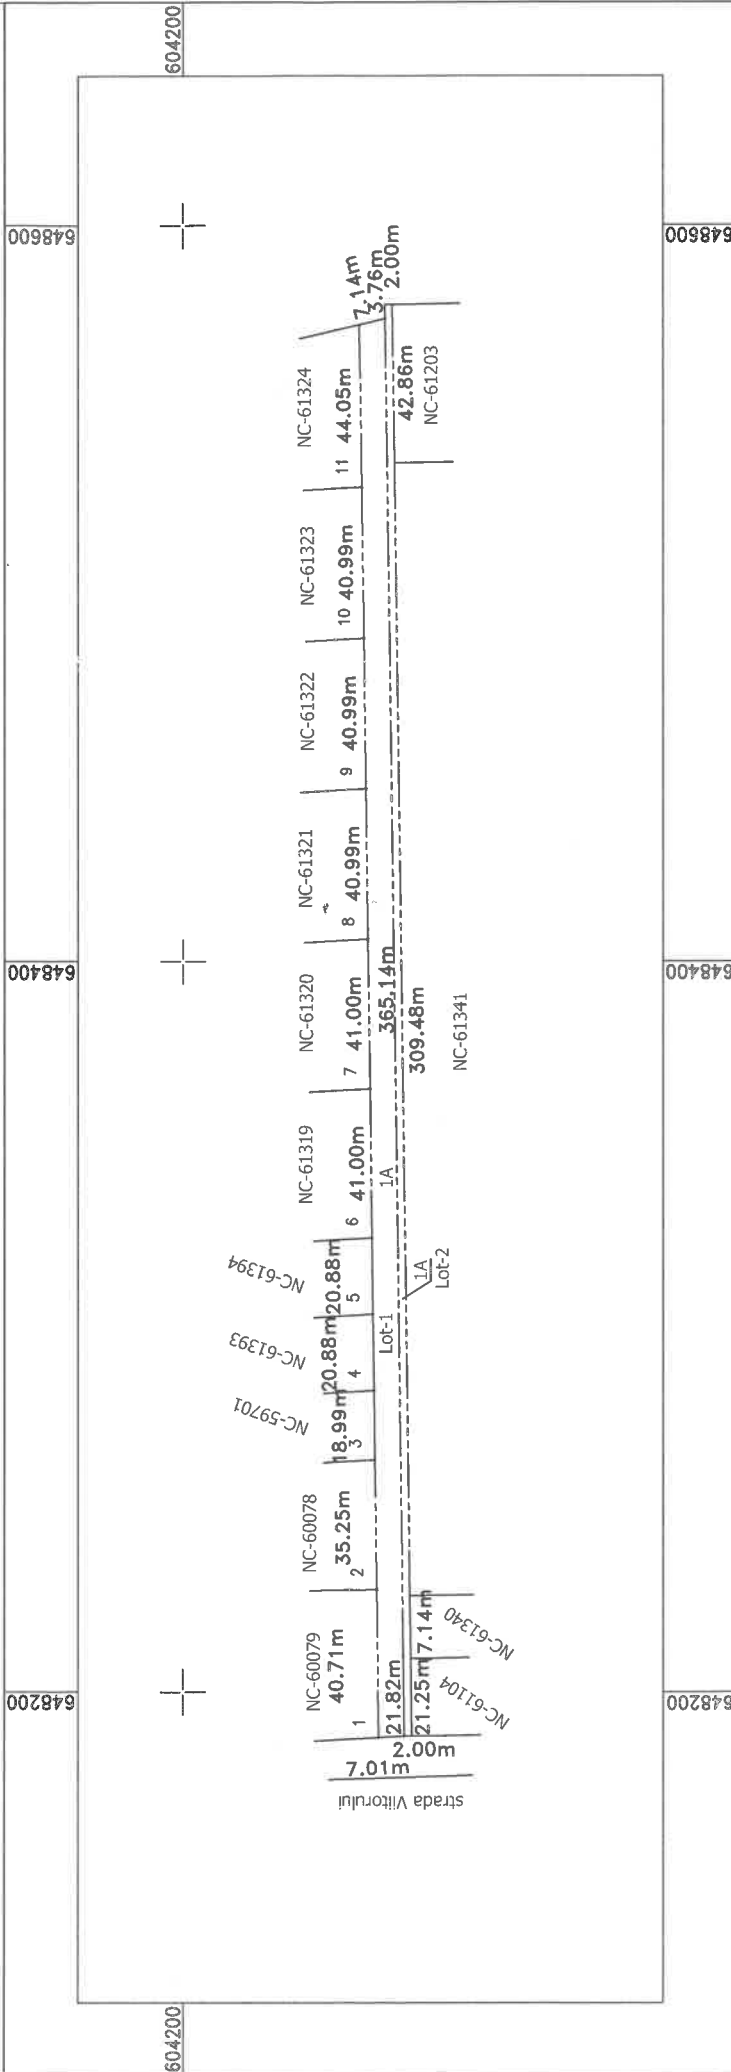 604200
648600
648600
7.14m
3.76m
2.00m
NC-61324
11 44.05m
42.86m
NC-61203
NC-61323
10 40.99m
NC-61322
9 40.99m
NC-61321
8 40.99m
648400
648400
NC-61320
7 41.00m
365.14m
309.48m
NC-61341
NC-61319
6 41.00m
1A
NC-61394
20.88m
5
1A
Lot-2
NC-61393
20.88m
4
Lot-1
NC-59701
18.99m
3
NC-60078
35.25m
2
NC-60079
40.71m
1
21.82m
21.25m
NC-61104
NC-61340
648200
648200
2.00m
7.01m
strada Viitorului
604200